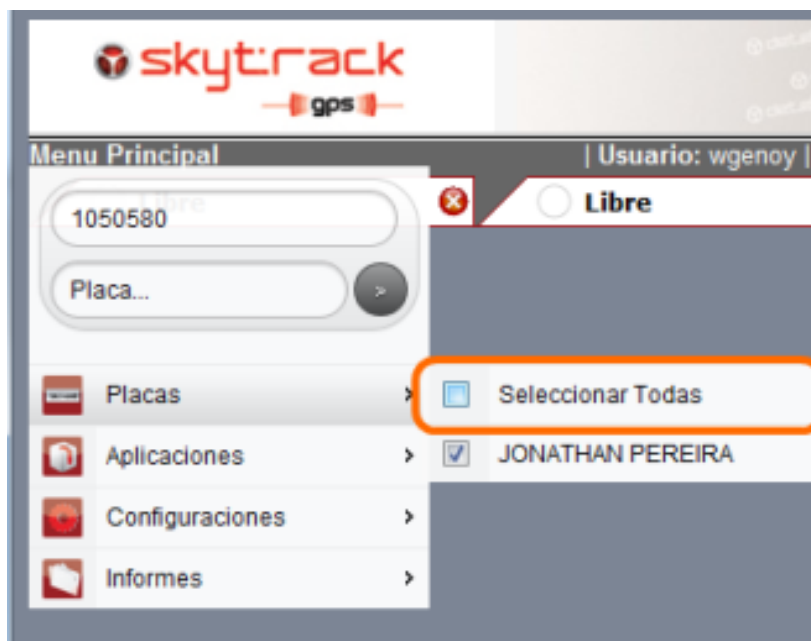 skytrack
gps
Menu Principal | Usuario: wgenoy |
Libre Libre
1050580
Placa... >
Placas > Seleccionar Todas
Aplicaciones > JONATHAN PEREIRA
Configuraciones >
Informes >